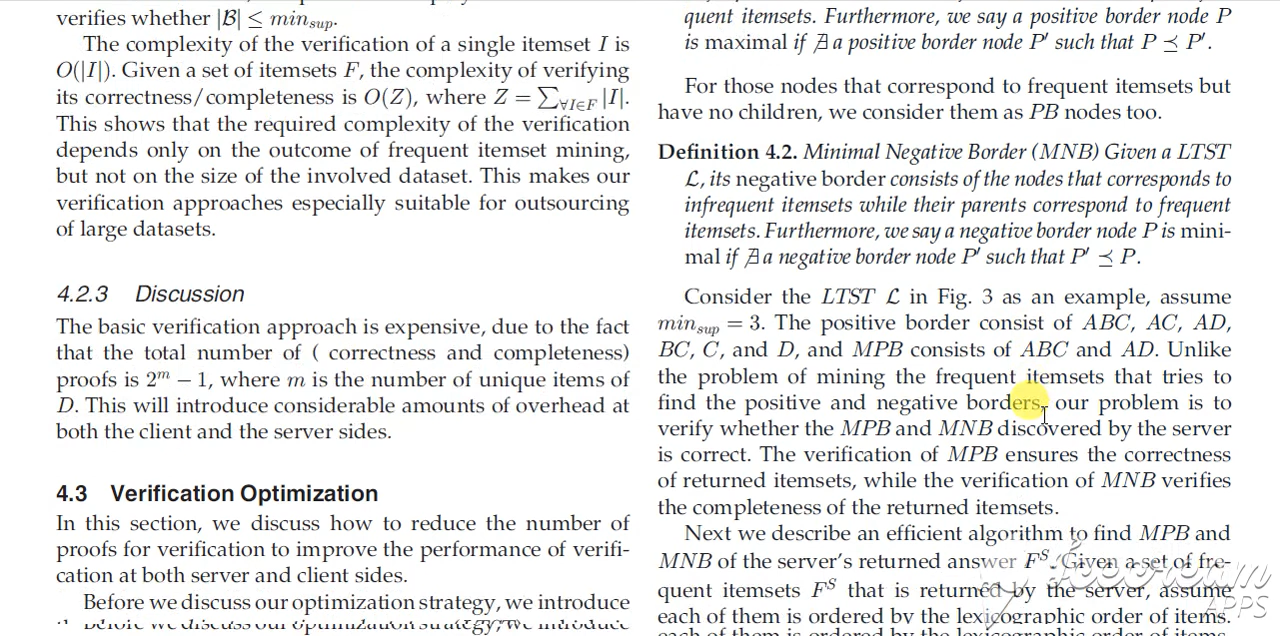 verifies whether |ℬ| ≤ min_sup.
The complexity of the verification of a single itemset I is
O(|I|). Given a set of itemsets F, the complexity of verifying
its correctness/completeness is O(Z), where Z = ∑_∀I∈F |I|.
This shows that the required complexity of the verification
depends only on the outcome of frequent itemset mining,
but not on the size of the involved dataset. This makes our
verification approaches especially suitable for outsourcing
of large datasets.
4.2.3 Discussion
The basic verification approach is expensive, due to the fact
that the total number of ( correctness and completeness)
proofs is 2^m − 1, where m is the number of unique items of
D. This will introduce considerable amounts of overhead at
both the client and the server sides.
4.3 Verification Optimization
In this section, we discuss how to reduce the number of
proofs for verification to improve the performance of verifi-
cation at both server and client sides.
Before we discuss our optimization strategy, we introduce
quent itemsets. Furthermore, we say a positive border node P
is maximal if ∄ a positive border node P′ such that P ⪯ P′.
For those nodes that correspond to frequent itemsets but
have no children, we consider them as PB nodes too.
Definition 4.2. Minimal Negative Border (MNB) Given a LTST
ℒ, its negative border consists of the nodes that corresponds to
infrequent itemsets while their parents correspond to frequent
itemsets. Furthermore, we say a negative border node P is mini-
mal if ∄ a negative border node P′ such that P′ ⪯ P.
Consider the LTST ℒ in Fig. 3 as an example, assume
min_sup = 3. The positive border consist of ABC, AC, AD,
BC, C, and D, and MPB consists of ABC and AD. Unlike
the problem of mining the frequent itemsets that tries to
find the positive and negative borders, our problem is to
verify whether the MPB and MNB discovered by the server
is correct. The verification of MPB ensures the correctness
of returned itemsets, while the verification of MNB verifies
the completeness of the returned itemsets.
Next we describe an efficient algorithm to find MPB and
MNB of the server's returned answer F^S. Given a set of fre-
quent itemsets F^S that is returned by the server, assume
each of them is ordered by the lexicographic order of items.
Icecream
APPS